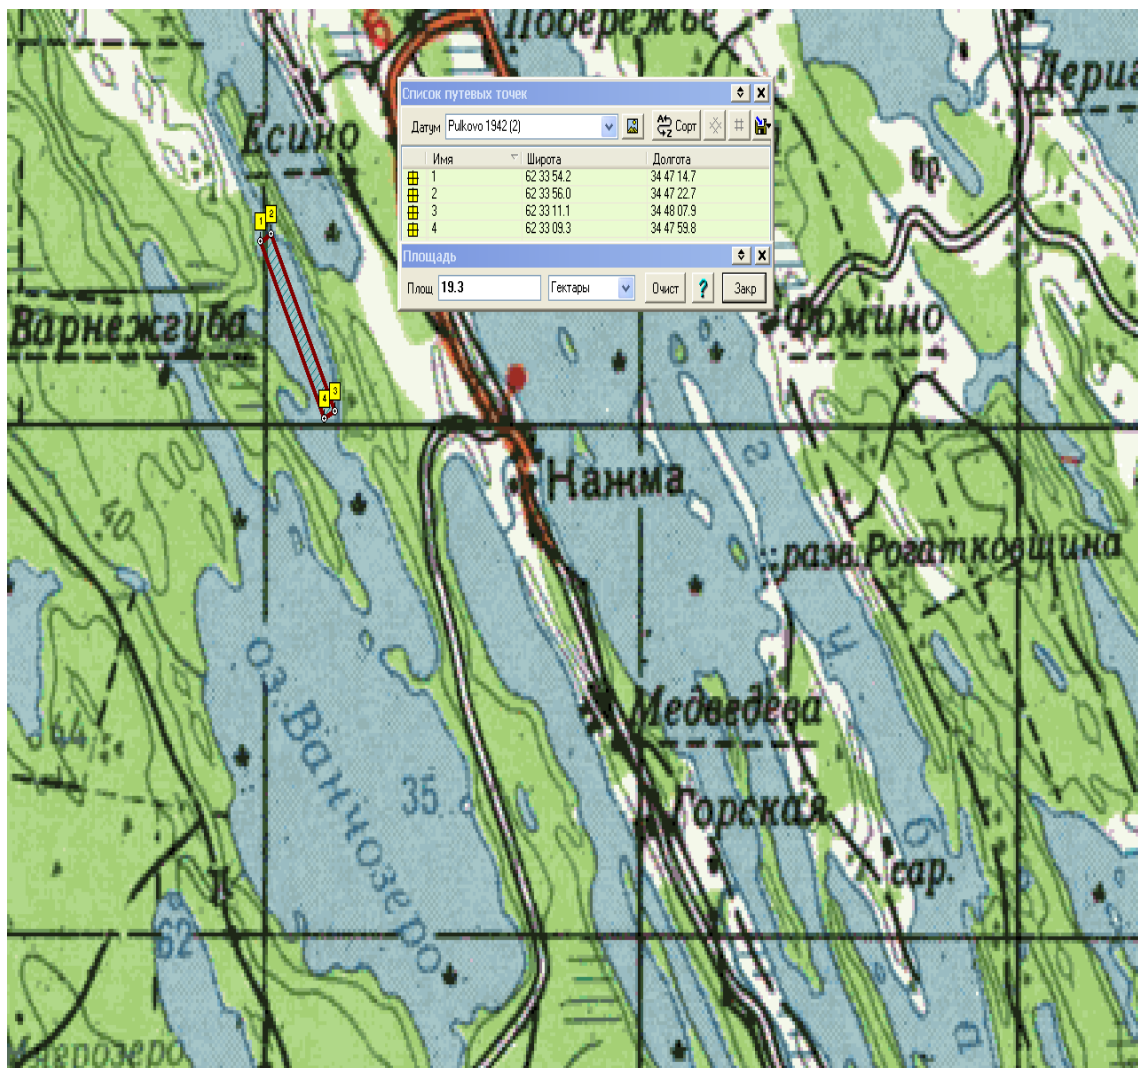 Побережье
6
Есино
Список путевых точек
Датум Pulkovo 1942 (2) Сорт
Имя Широта Долгота
1 62 33 54.2 34 47 14.7
2 62 33 56.0 34 47 22.7
3 62 33 11.1 34 48 07.9
4 62 33 09.3 34 47 59.8
Площадь
Площ 19.3 Гектары Очист ? Закр
бр.
1 2
Варнежгуба
Фомино
4 3
Нажма
40
г
разв. Рогатковщина
оз. Ванчозеро
у
Медведева
44
35
Горская
б
сар.
62
а